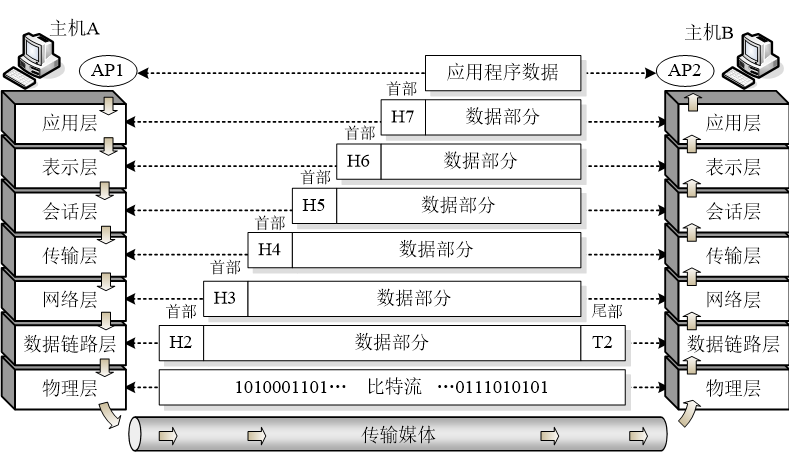 主机A
主机B
AP1
应用程序数据
AP2
首部
应用层
H7
数据部分
应用层
首部
表示层
H6
数据部分
表示层
首部
会话层
H5
数据部分
会话层
首部
传输层
H4
数据部分
传输层
首部
网络层
H3
数据部分
网络层
首部
尾部
数据链路层
H2
数据部分
T2
数据链路层
物理层
1010001101… 比特流 …0111010101
物理层
传输媒体